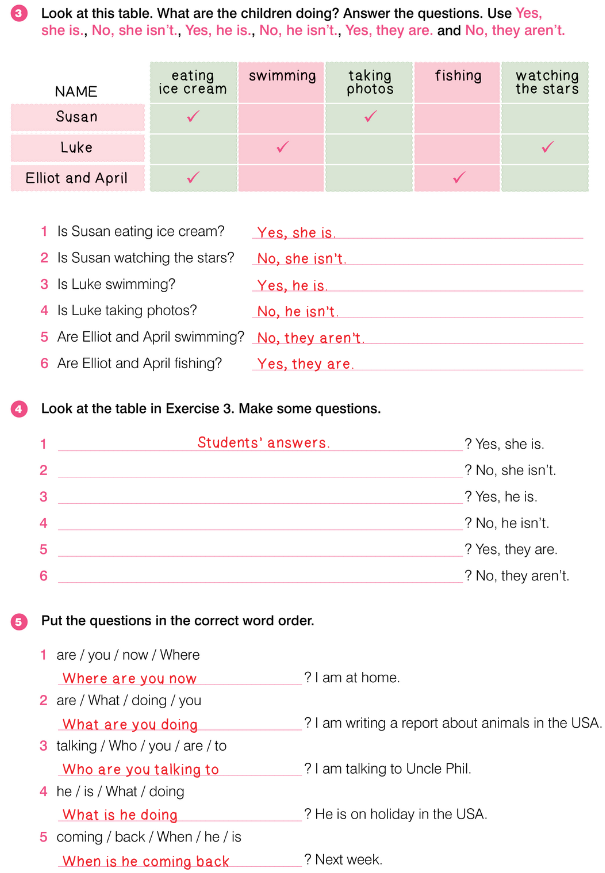 3 Look at this table. What are the children doing? Answer the questions. Use Yes,
she is., No, she isn't., Yes, he is., No, he isn't., Yes, they are. and No, they aren't.
NAME eating ice cream swimming taking photos fishing watching the stars
Susan ✓ ✓
Luke ✓ ✓
Elliot and April ✓ ✓
1 Is Susan eating ice cream? Yes, she is.
2 Is Susan watching the stars? No, she isn't.
3 Is Luke swimming? Yes, he is.
4 Is Luke taking photos? No, he isn't.
5 Are Elliot and April swimming? No, they aren't.
6 Are Elliot and April fishing? Yes, they are.
4 Look at the table in Exercise 3. Make some questions.
1 Students' answers. ? Yes, she is.
2 ? No, she isn't.
3 ? Yes, he is.
4 ? No, he isn't.
5 ? Yes, they are.
6 ? No, they aren't.
5 Put the questions in the correct word order.
1 are / you / now / Where
Where are you now ? I am at home.
2 are / What / doing / you
What are you doing ? I am writing a report about animals in the USA.
3 talking / Who / you / are / to
Who are you talking to ? I am talking to Uncle Phil.
4 he / is / What / doing
What is he doing ? He is on holiday in the USA.
5 coming / back / When / he / is
When is he coming back ? Next week.